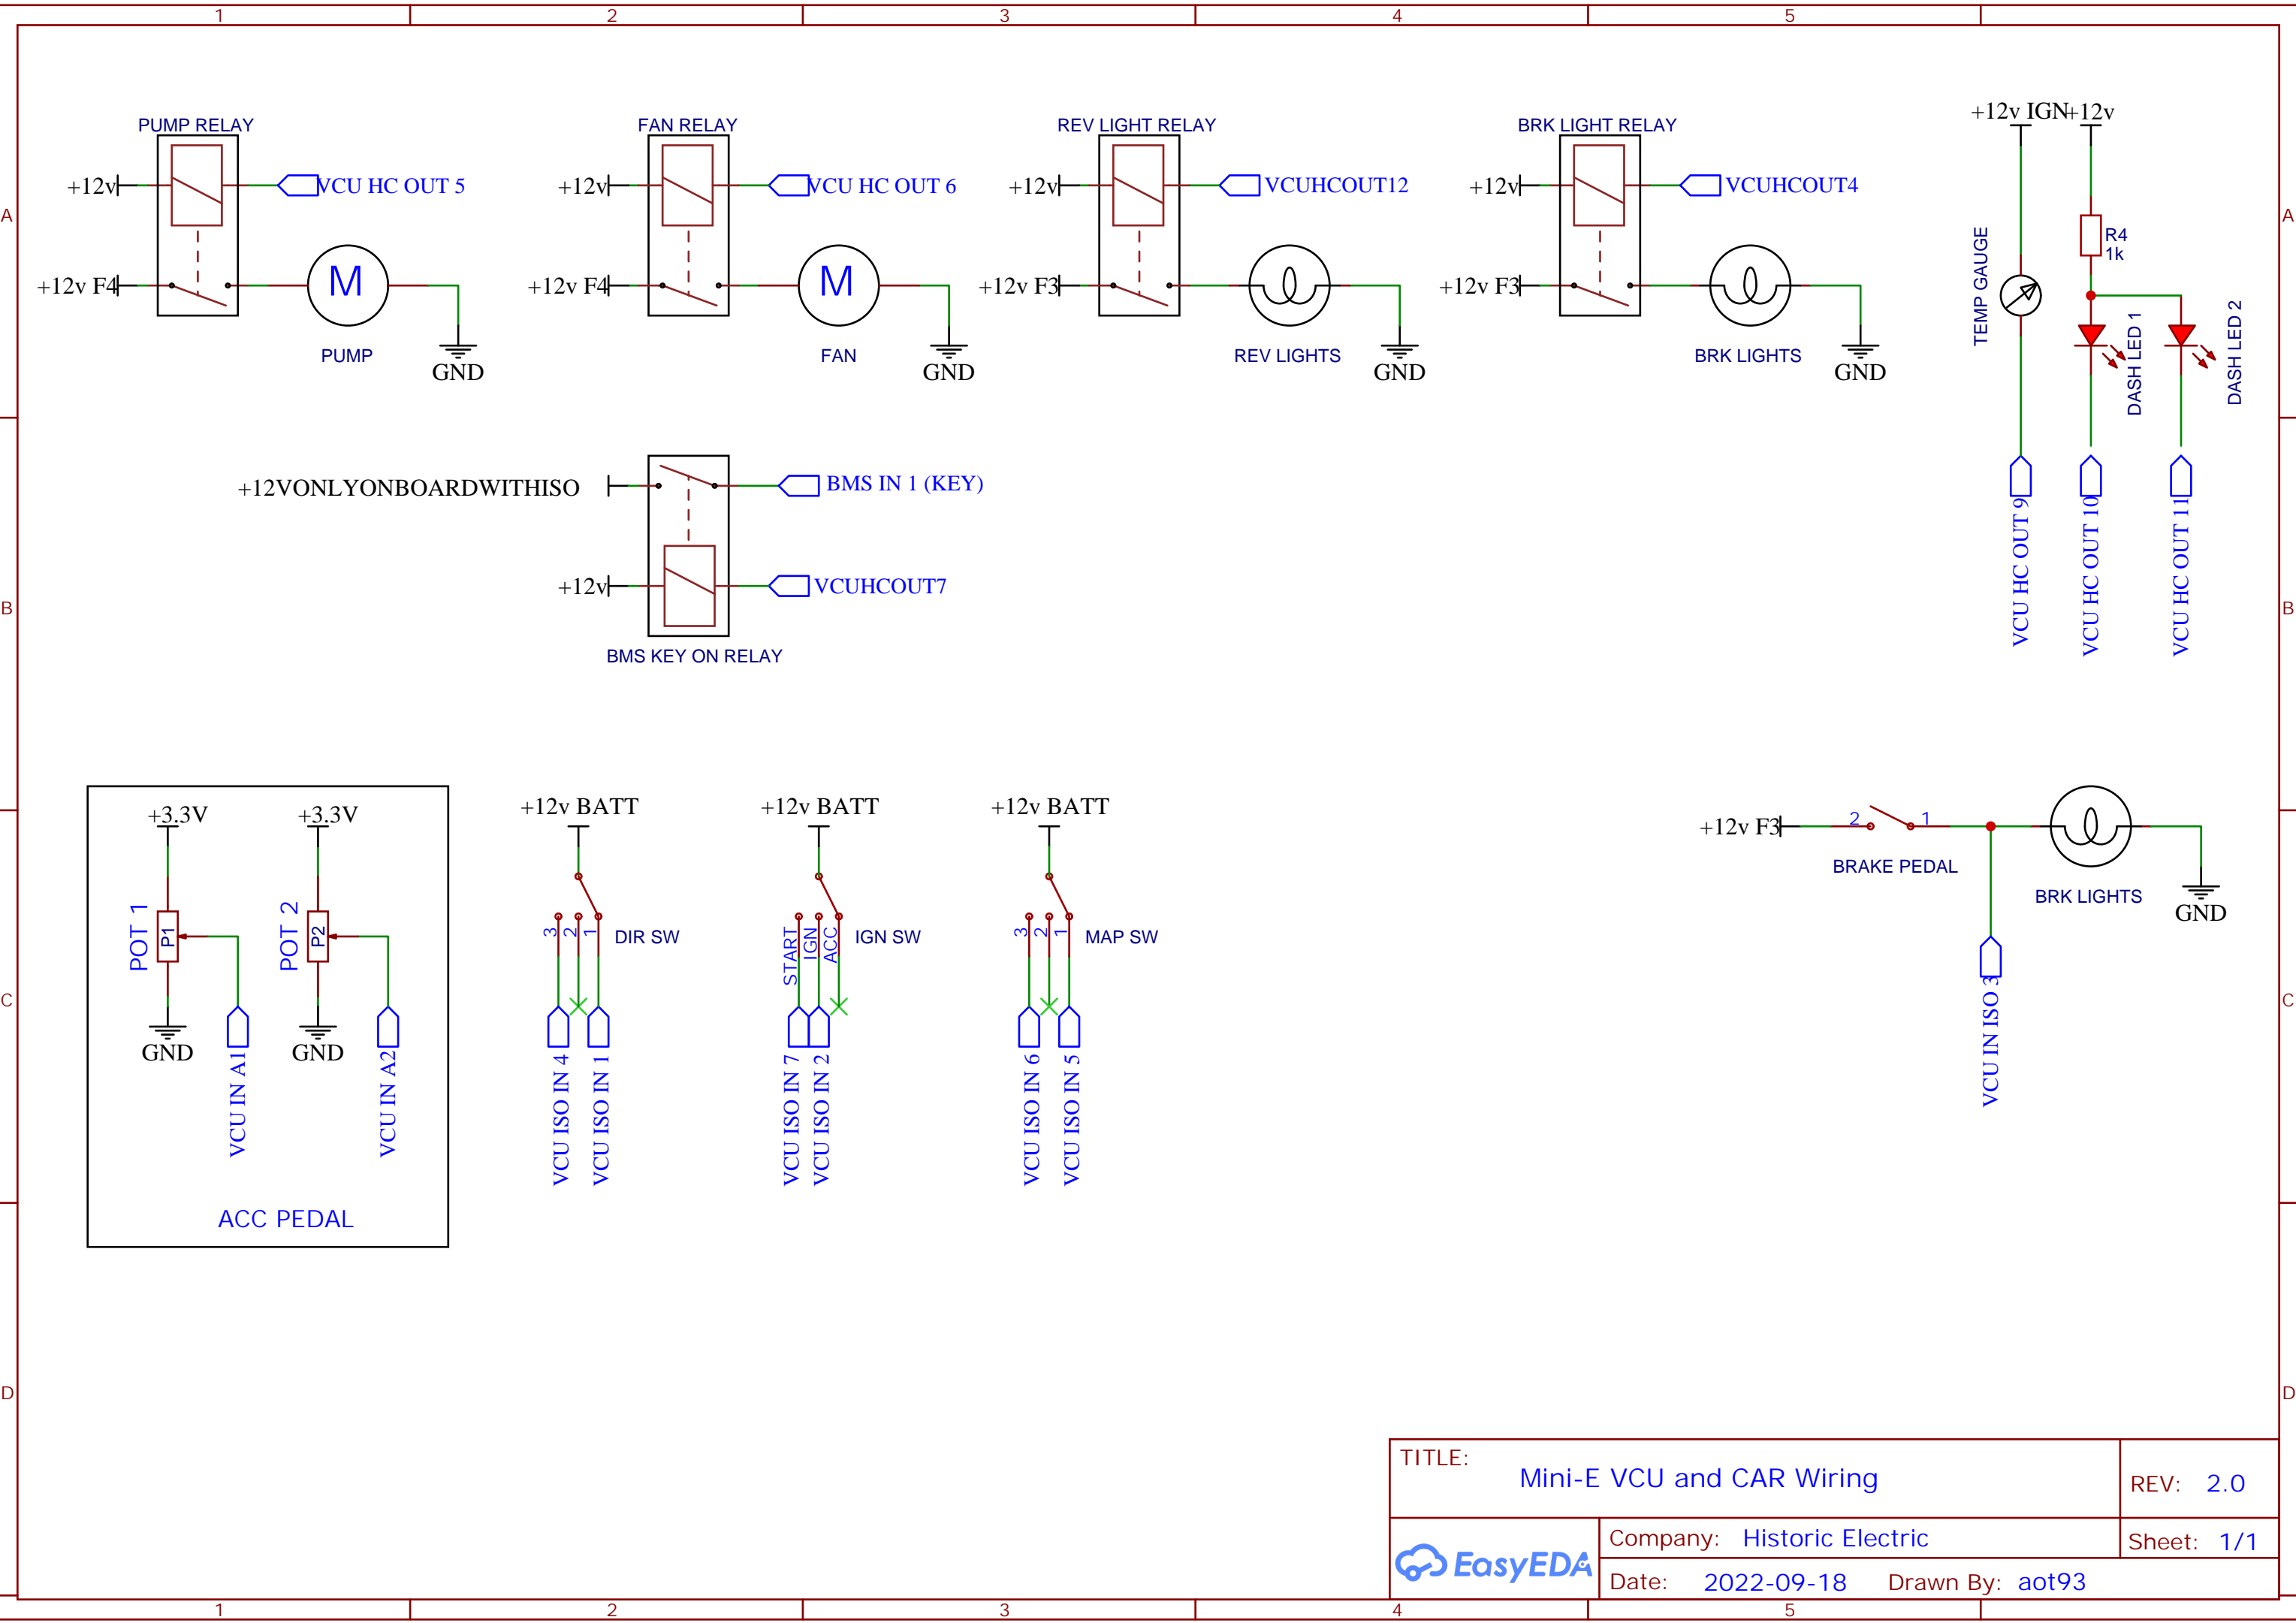 1 2 3 4 5
PUMP RELAY
FAN RELAY
REV LIGHT RELAY
BRK LIGHT RELAY
+12v IGN
+12v
+12v
VCU HC OUT 5
+12v
VCU HC OUT 6
+12v
VCUHCOUT12
+12v
VCUHCOUT4
A
A
R4
1k
TEMP GAUGE
+12v F4
M
+12v F4
M
+12v F3
+12v F3
DASH LED 1
DASH LED 2
PUMP
GND
FAN
GND
REV LIGHTS
GND
BRK LIGHTS
GND
+12VONLYONBOARDWITHISO
BMS IN 1 (KEY)
VCU HC OUT 9
VCU HC OUT 10
VCU HC OUT 11
+12v
VCUHCOUT7
B
B
BMS KEY ON RELAY
+3.3V
+3.3V
+12v BATT
+12v BATT
+12v BATT
+12v F3
2
1
BRAKE PEDAL
BRK LIGHTS
GND
POT 1
P1
POT 2
P2
3
2
1
DIR SW
START
IGN
ACC
IGN SW
3
2
1
MAP SW
C
C
GND
GND
VCU IN A1
VCU IN A2
VCU ISO IN 4
VCU ISO IN 1
VCU ISO IN 7
VCU ISO IN 2
VCU ISO IN 6
VCU ISO IN 5
VCU IN ISO 3
ACC PEDAL
D
D
TITLE:
Mini-E VCU and CAR Wiring
REV: 2.0
EasyEDA
Company: Historic Electric
Sheet: 1/1
Date: 2022-09-18
Drawn By: aot93
1 2 3 4 5